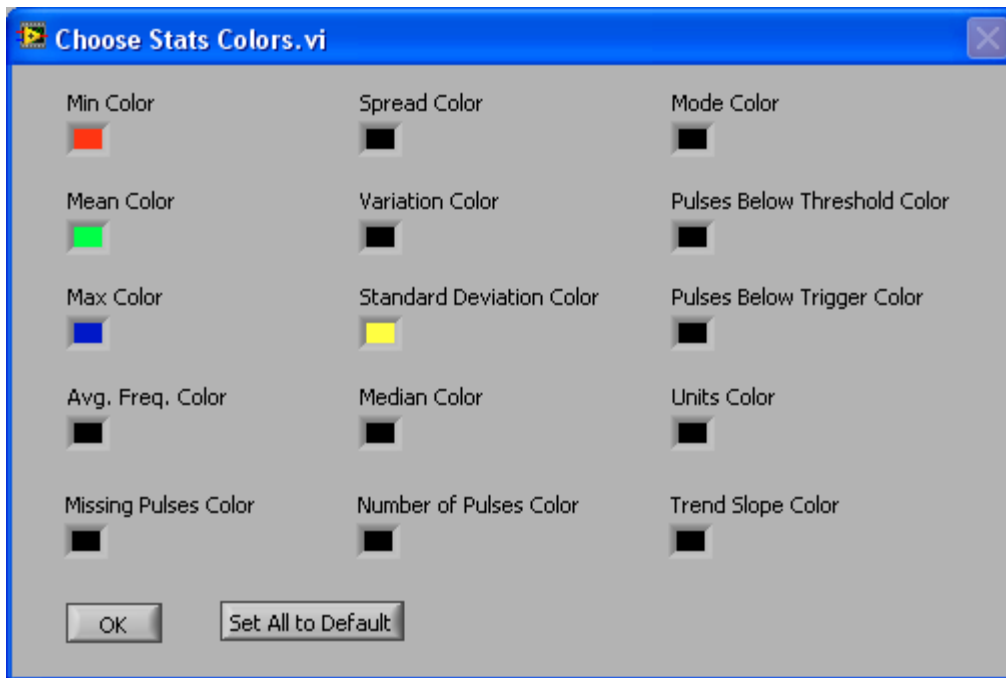 Choose Stats Colors.vi
Min Color
Spread Color
Mode Color
Mean Color
Variation Color
Pulses Below Threshold Color
Max Color
Standard Deviation Color
Pulses Below Trigger Color
Avg. Freq. Color
Median Color
Units Color
Missing Pulses Color
Number of Pulses Color
Trend Slope Color
OK
Set All to Default